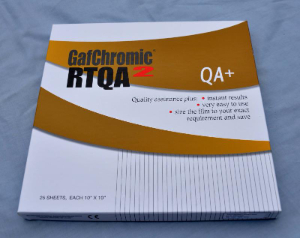 GafChromic
RTQA2
QA+
Quality assurance plus • instant results
• very easy to use
• size the film to your exact
requirement and save
25 SHEETS, EACH 10" X 10"